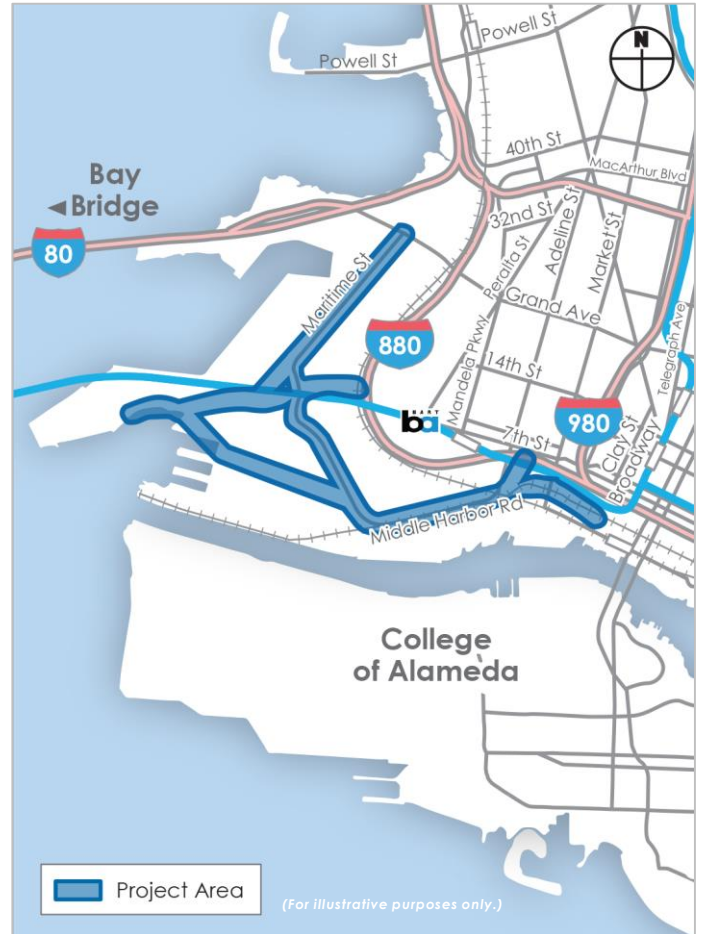 N
Powell St
Powell St
40th St
MacArthur Blvd
Bay
Bridge
32nd St
Adeline St
Market St
Peralta St
80
Maritime St
Grand Ave
880
Telegraph Ave
14th St
Mandela Pkwy
BART
ba
980
7th St
Clay St
Broadway
Middle Harbor Rd
College
of Alameda
Project Area
(For illustrative purposes only.)